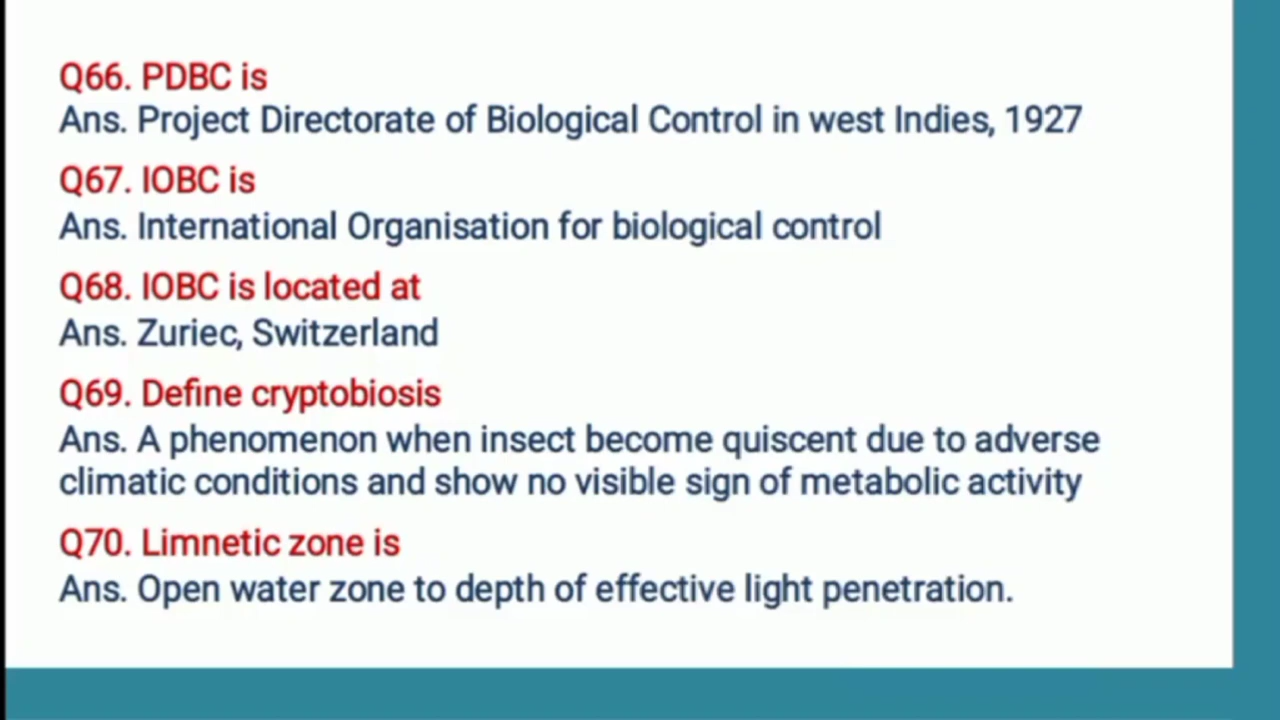 Q66. PDBC is
Ans. Project Directorate of Biological Control in west Indies, 1927
Q67. IOBC is
Ans. International Organisation for biological control
Q68. IOBC is located at
Ans. Zuriec, Switzerland
Q69. Define cryptobiosis
Ans. A phenomenon when insect become quiscent due to adverse
climatic conditions and show no visible sign of metabolic activity
Q70. Limnetic zone is
Ans. Open water zone to depth of effective light penetration.